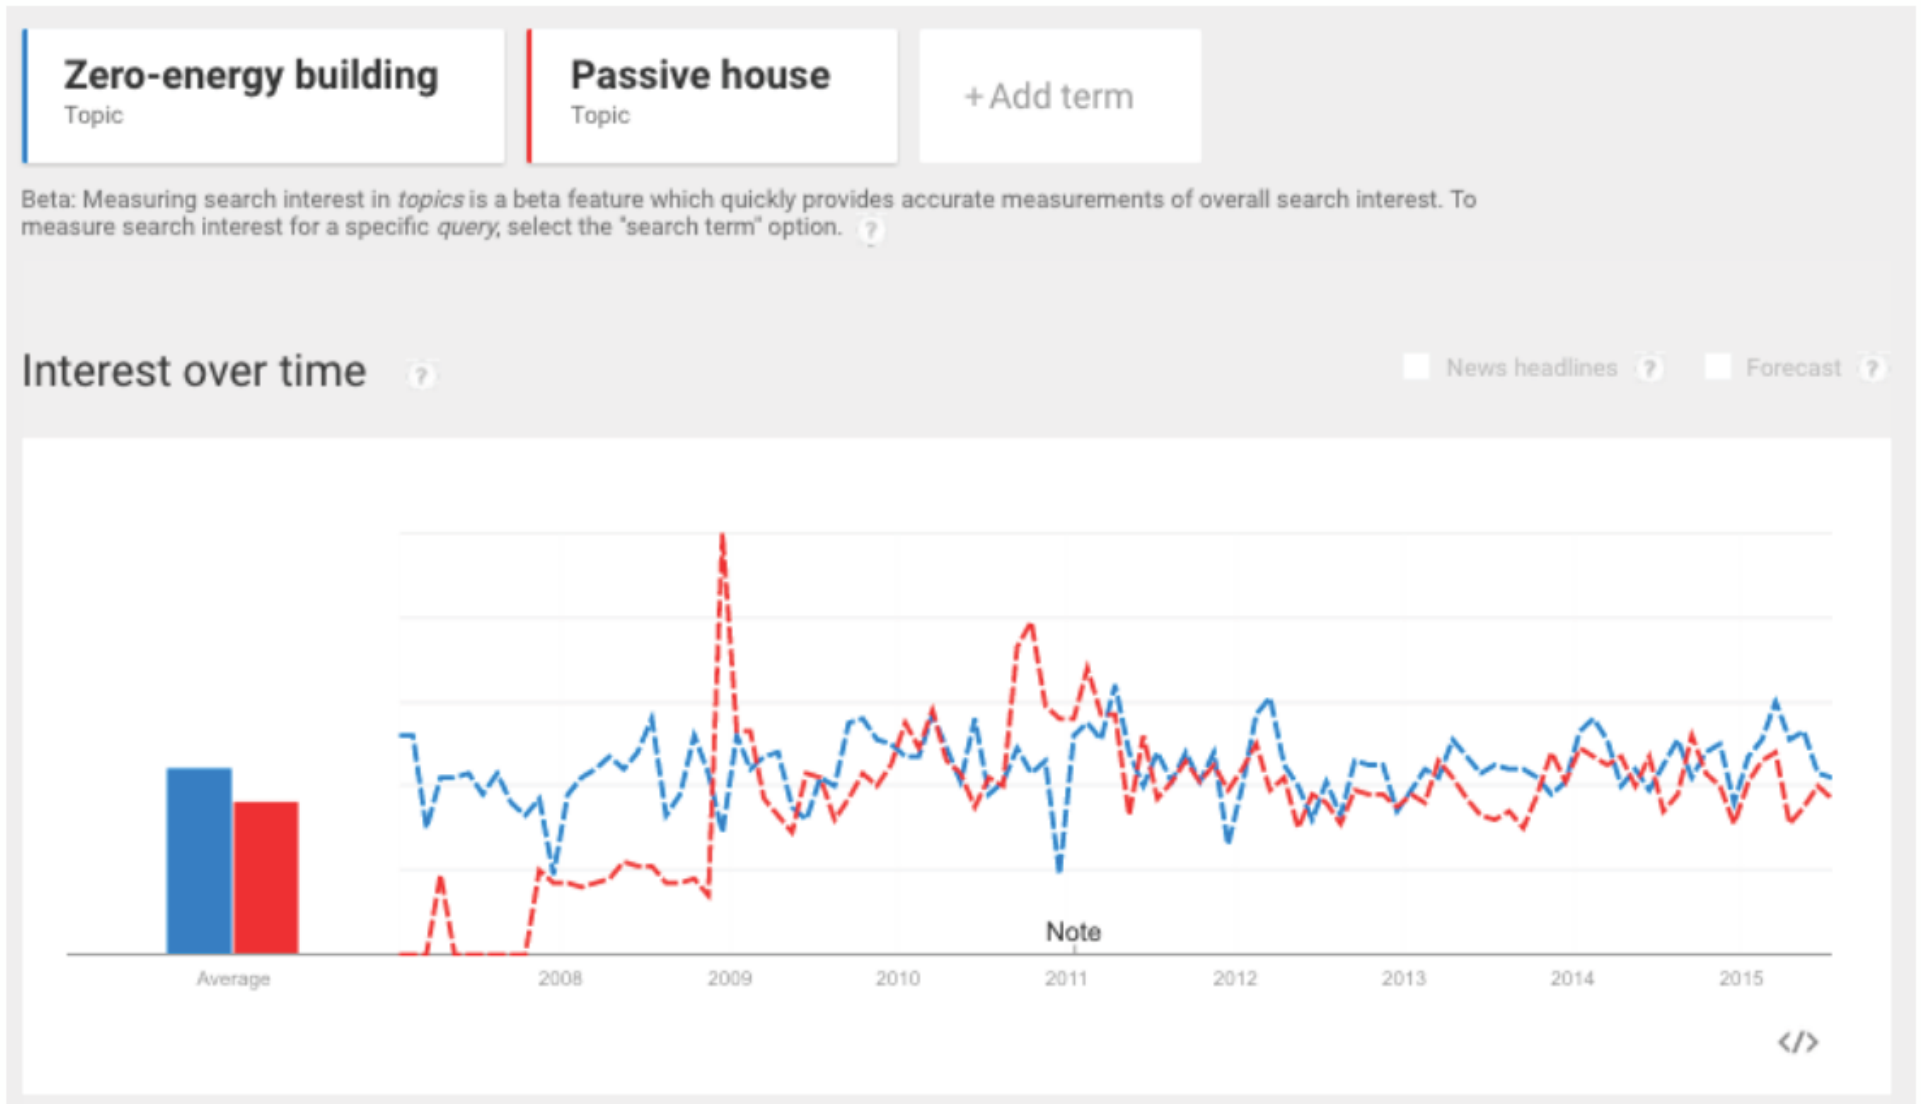 Zero-energy building
Topic
Passive house
Topic
+Add term
Beta: Measuring search interest in topics is a beta feature which quickly provides accurate measurements of overall search interest. To
measure search interest for a specific query, select the "search term" option. ?
Interest over time ?
News headlines ? Forecast ?
Note
Average 2008 2009 2010 2011 2012 2013 2014 2015
</>